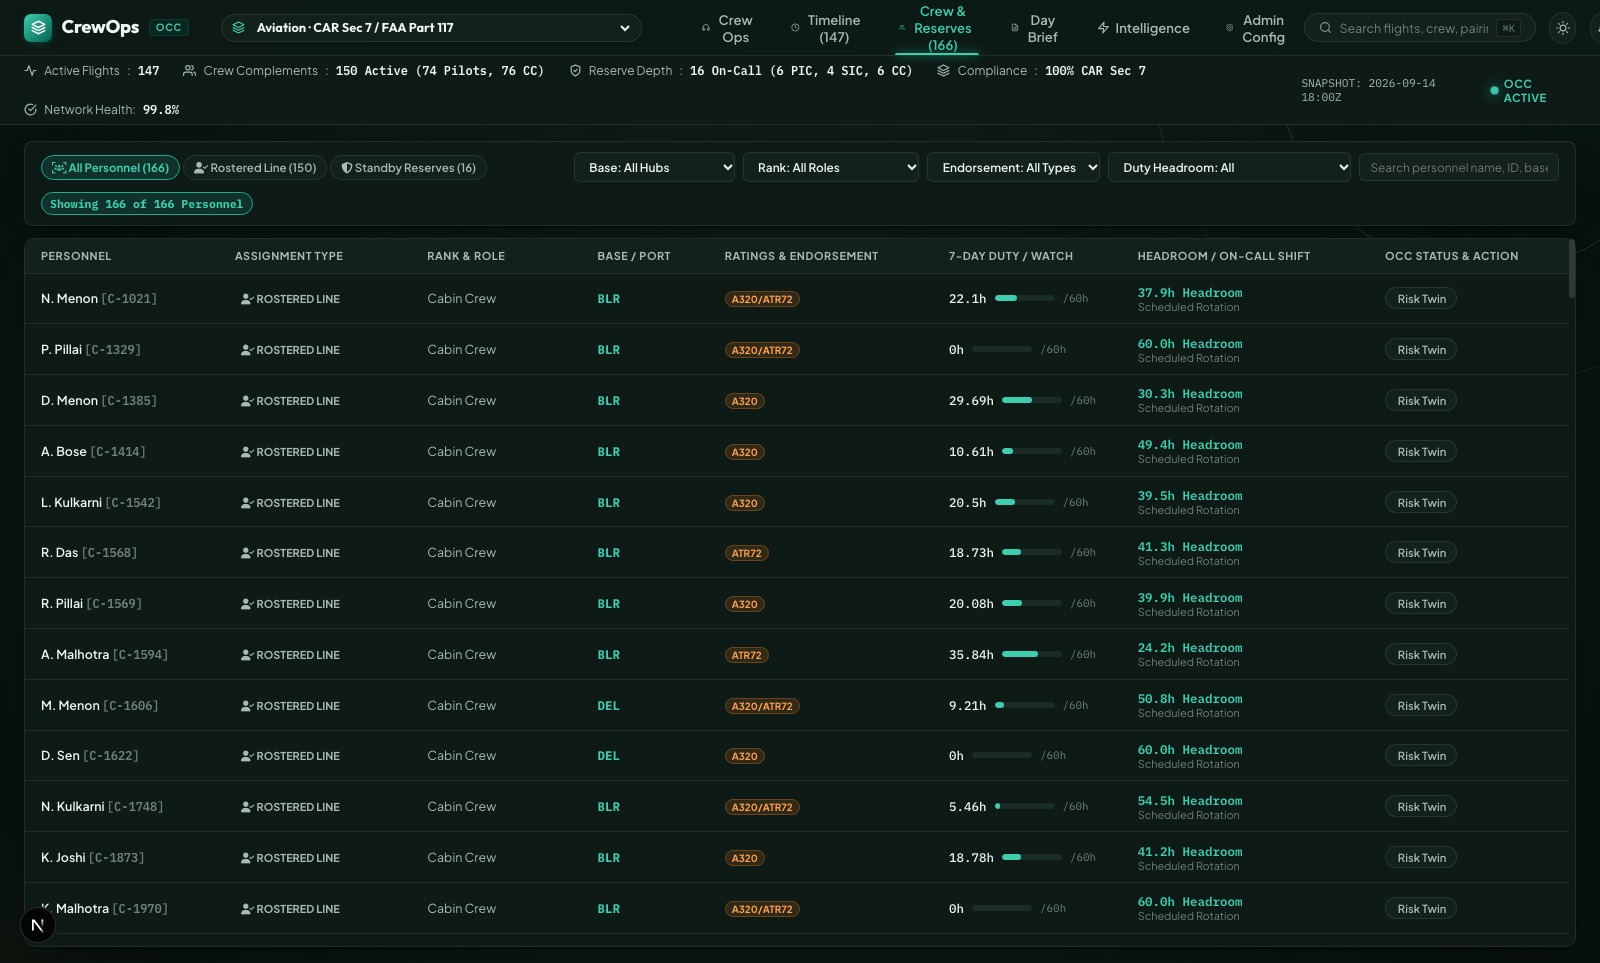 CrewOps OCC
Aviation · CAR Sec 7 / FAA Part 117
Crew Ops
Timeline (147)
Crew & Reserves (166)
Day Brief
Intelligence
Admin Config
Search flights, crew, pairin
⌘K
Active Flights : 147
Crew Complements : 150 Active (74 Pilots, 76 CC)
Reserve Depth : 16 On-Call (6 PIC, 4 SIC, 6 CC)
Compliance : 100% CAR Sec 7
Network Health: 99.8%
SNAPSHOT: 2026-09-14 18:00Z
OCC ACTIVE
All Personnel (166)
Rostered Line (150)
Standby Reserves (16)
Base: All Hubs
Rank: All Roles
Endorsement: All Types
Duty Headroom: All
Search personnel name, ID, base
Showing 166 of 166 Personnel
PERSONNEL ASSIGNMENT TYPE RANK & ROLE BASE / PORT RATINGS & ENDORSEMENT 7-DAY DUTY / WATCH HEADROOM / ON-CALL SHIFT OCC STATUS & ACTION
N. Menon [C-1021] ROSTERED LINE Cabin Crew BLR A320/ATR72 22.1h /60h 37.9h Headroom Scheduled Rotation Risk Twin
P. Pillai [C-1329] ROSTERED LINE Cabin Crew BLR A320/ATR72 0h /60h 60.0h Headroom Scheduled Rotation Risk Twin
D. Menon [C-1385] ROSTERED LINE Cabin Crew BLR A320 29.69h /60h 30.3h Headroom Scheduled Rotation Risk Twin
A. Bose [C-1414] ROSTERED LINE Cabin Crew BLR A320 10.61h /60h 49.4h Headroom Scheduled Rotation Risk Twin
L. Kulkarni [C-1542] ROSTERED LINE Cabin Crew BLR A320 20.5h /60h 39.5h Headroom Scheduled Rotation Risk Twin
R. Das [C-1568] ROSTERED LINE Cabin Crew BLR ATR72 18.73h /60h 41.3h Headroom Scheduled Rotation Risk Twin
R. Pillai [C-1569] ROSTERED LINE Cabin Crew BLR A320 20.08h /60h 39.9h Headroom Scheduled Rotation Risk Twin
A. Malhotra [C-1594] ROSTERED LINE Cabin Crew BLR ATR72 35.84h /60h 24.2h Headroom Scheduled Rotation Risk Twin
M. Menon [C-1606] ROSTERED LINE Cabin Crew DEL A320/ATR72 9.21h /60h 50.8h Headroom Scheduled Rotation Risk Twin
D. Sen [C-1622] ROSTERED LINE Cabin Crew DEL A320 0h /60h 60.0h Headroom Scheduled Rotation Risk Twin
N. Kulkarni [C-1748] ROSTERED LINE Cabin Crew BLR A320/ATR72 5.46h /60h 54.5h Headroom Scheduled Rotation Risk Twin
K. Joshi [C-1873] ROSTERED LINE Cabin Crew BLR A320 18.78h /60h 41.2h Headroom Scheduled Rotation Risk Twin
K. Malhotra [C-1970] ROSTERED LINE Cabin Crew BLR A320/ATR72 0h /60h 60.0h Headroom Scheduled Rotation Risk Twin
N